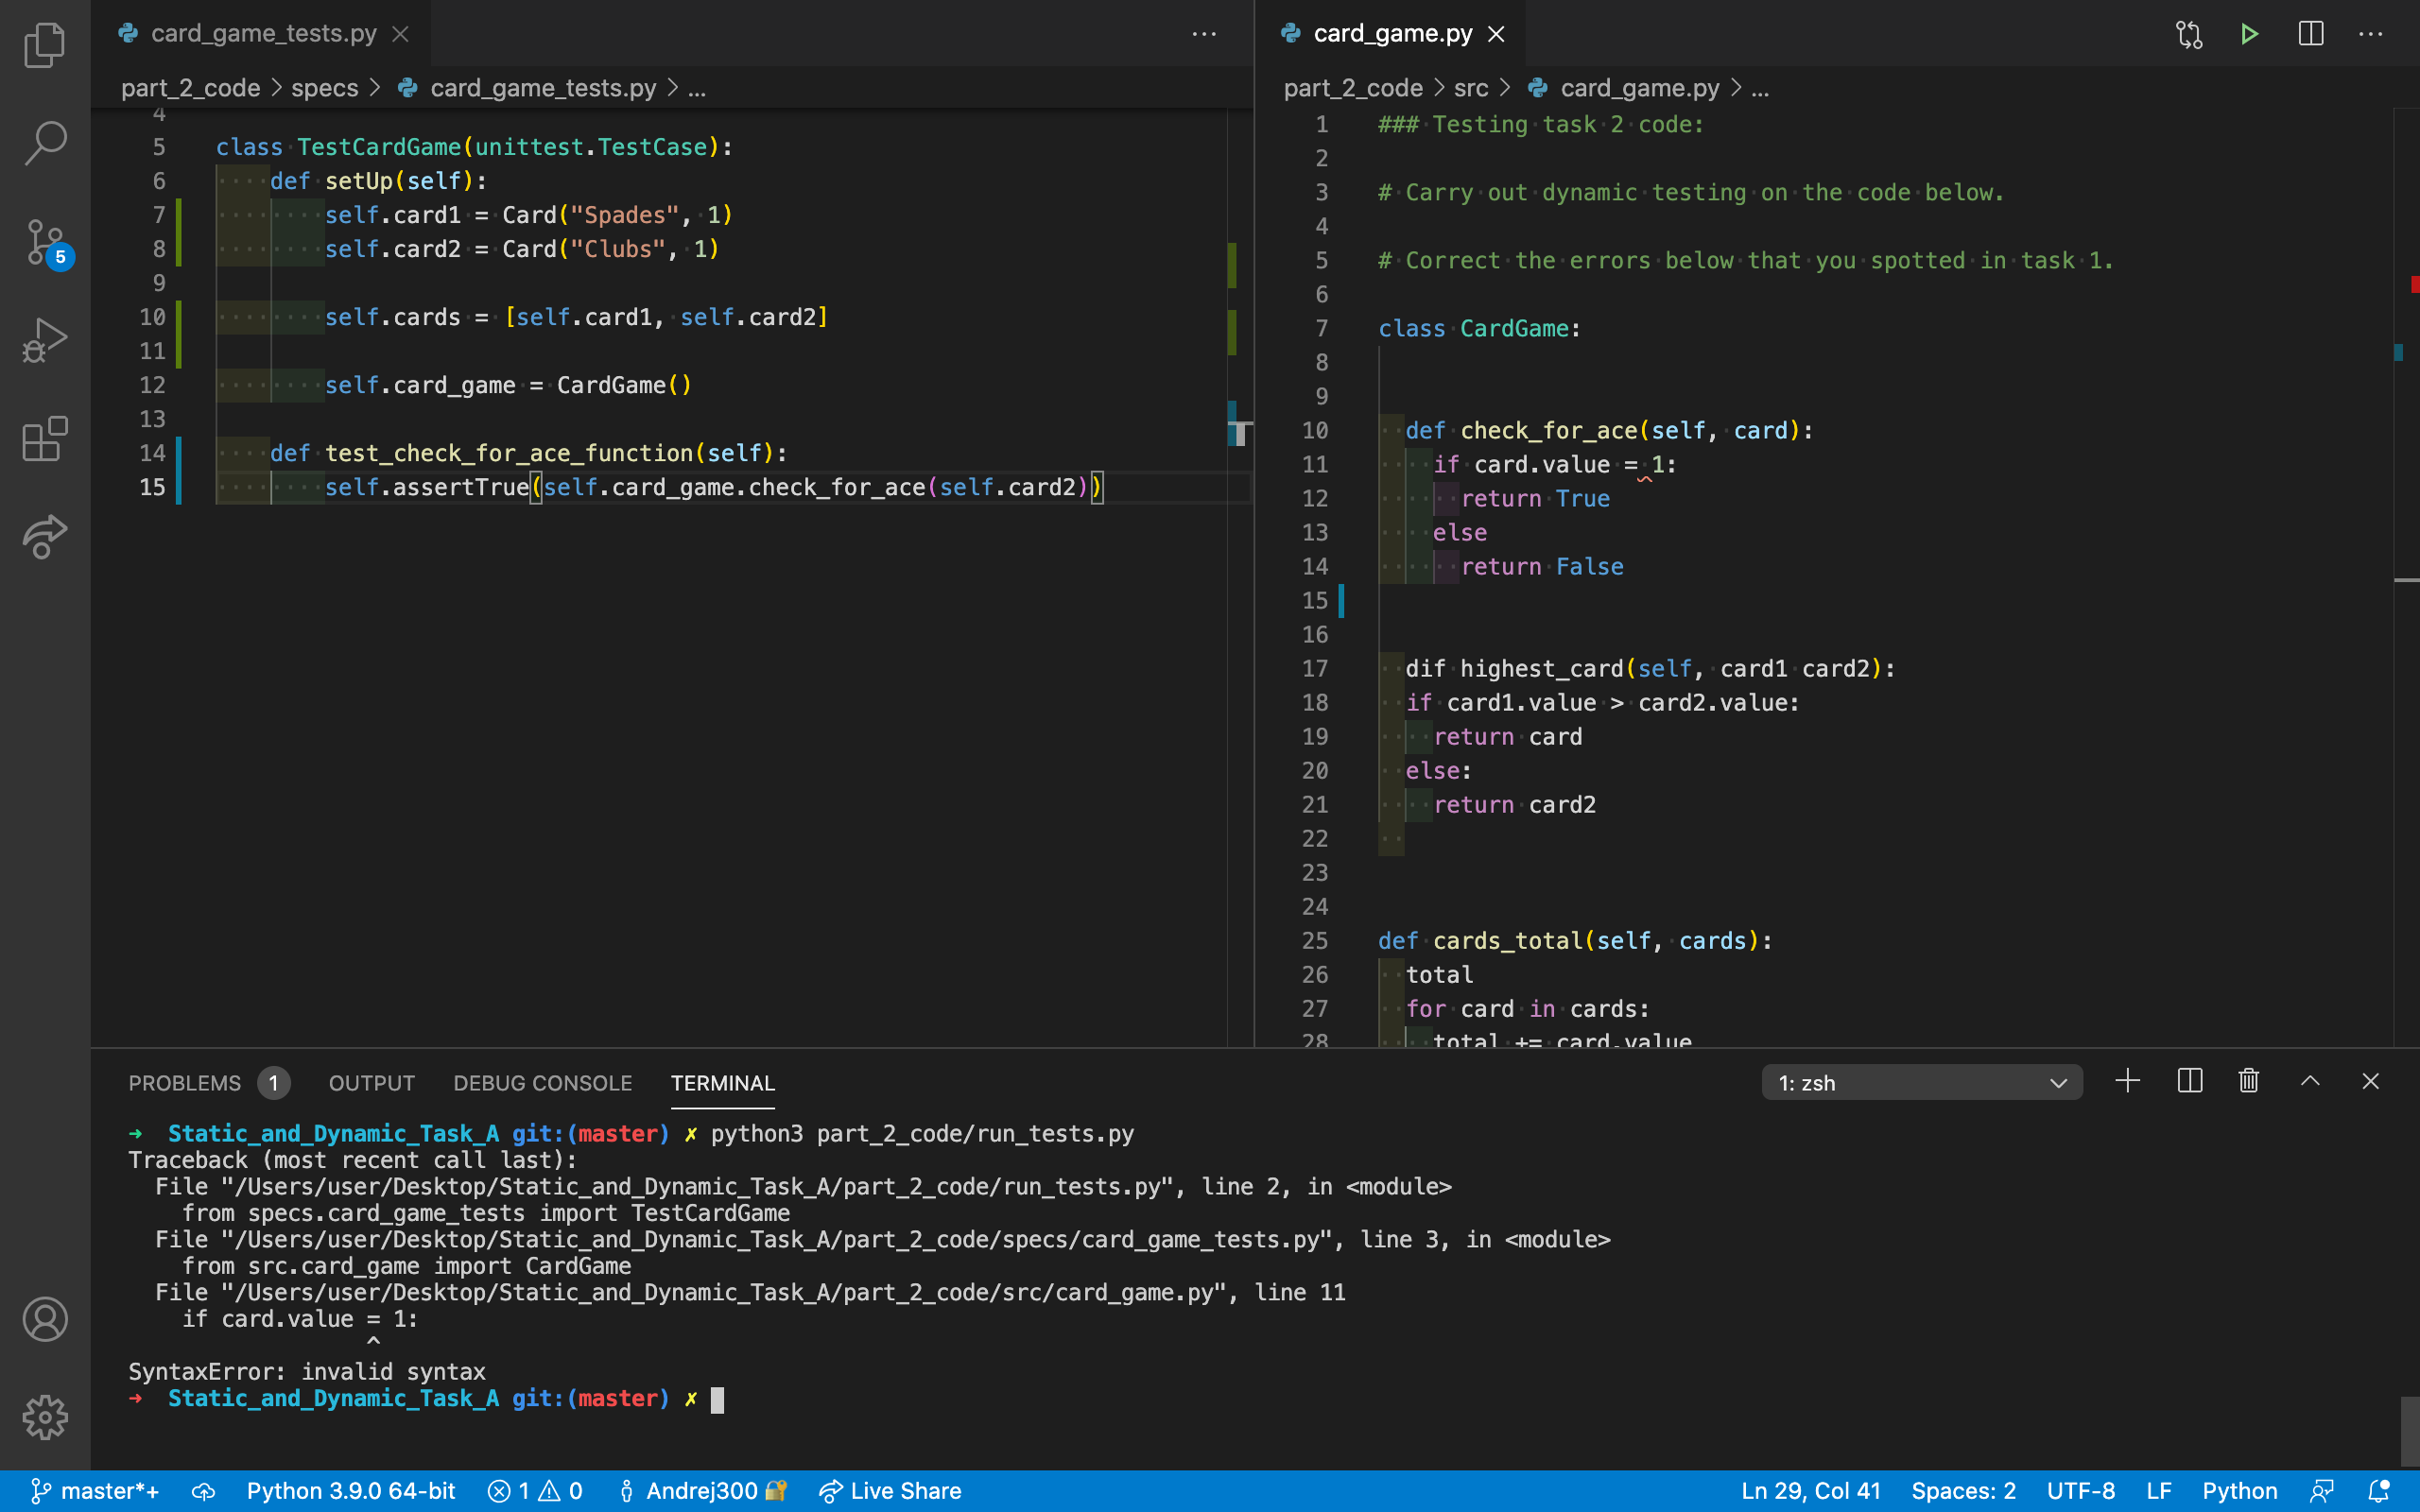 card_game_tests.py
part_2_code > specs > card_game_tests.py > ...
4
5 class TestCardGame(unittest.TestCase):
6     def setUp(self):
7         self.card1 = Card("Spades", 1)
8         self.card2 = Card("Clubs", 1)
9
10         self.cards = [self.card1, self.card2]
11
12         self.card_game = CardGame()
13
14     def test_check_for_ace_function(self):
15         self.assertTrue(self.card_game.check_for_ace(self.card2))
card_game.py
part_2_code > src > card_game.py > ...
1 ### Testing task 2 code:
2
3 # Carry out dynamic testing on the code below.
4
5 # Correct the errors below that you spotted in task 1.
6
7 class CardGame:
8
9
10   def check_for_ace(self, card):
11     if card.value = 1:
12       return True
13     else
14       return False
15
16
17   dif highest_card(self, card1 card2):
18   if card1.value > card2.value:
19     return card
20   else:
21     return card2
22
23
24
25 def cards_total(self, cards):
26   total
27   for card in cards:
28     total += card.value
5
PROBLEMS 1 OUTPUT DEBUG CONSOLE TERMINAL 1: zsh
→ Static_and_Dynamic_Task_A git:(master) ✗ python3 part_2_code/run_tests.py
Traceback (most recent call last):
  File "/Users/user/Desktop/Static_and_Dynamic_Task_A/part_2_code/run_tests.py", line 2, in <module>
    from specs.card_game_tests import TestCardGame
  File "/Users/user/Desktop/Static_and_Dynamic_Task_A/part_2_code/specs/card_game_tests.py", line 3, in <module>
    from src.card_game import CardGame
  File "/Users/user/Desktop/Static_and_Dynamic_Task_A/part_2_code/src/card_game.py", line 11
    if card.value = 1:
                  ^
SyntaxError: invalid syntax
→ Static_and_Dynamic_Task_A git:(master) ✗
master*+ Python 3.9.0 64-bit 1 0 Andrej300 Live Share Ln 29, Col 41 Spaces: 2 UTF-8 LF Python